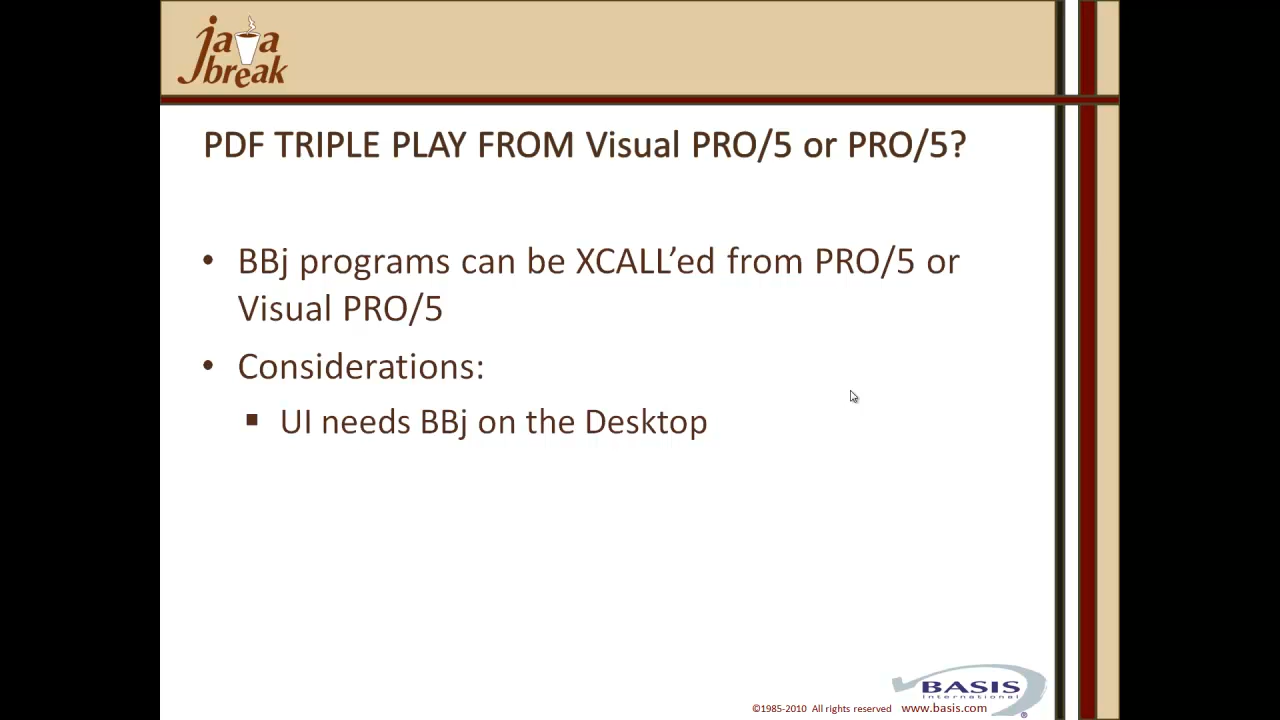 java
break
PDF TRIPLE PLAY FROM Visual PRO/5 or PRO/5?
• BBj programs can be XCALL’ed from PRO/5 or
Visual PRO/5
• Considerations:
▪ UI needs BBj on the Desktop
BASIS
International
®
©1985-2010 All rights reserved www.basis.com